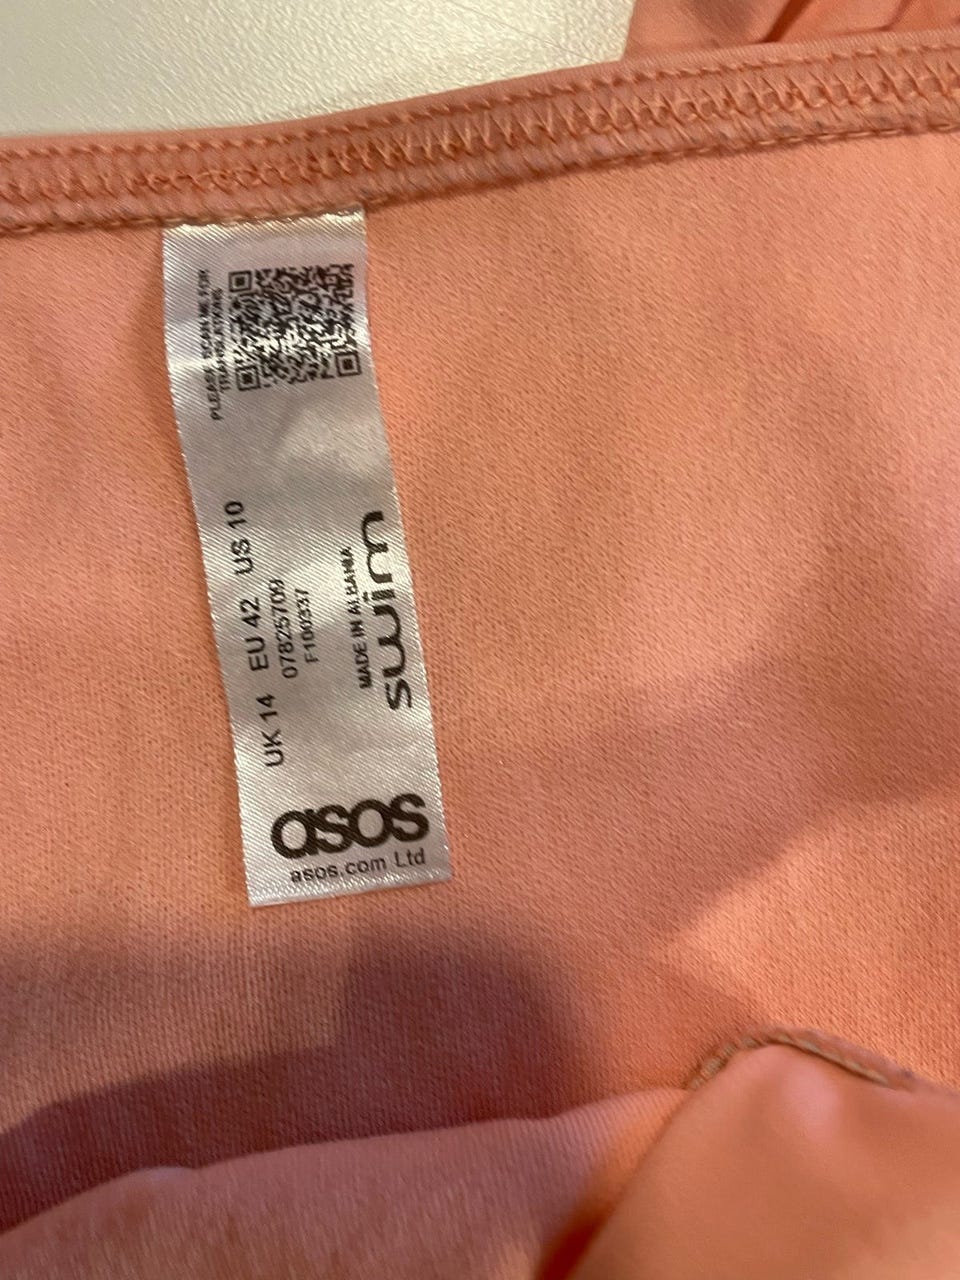 PLEASE SCAN ME FOR
TRANSLATIONS
UK 14 EU 42 US 10
07825709
F100337
MADE IN ALBANIA
swim
asos
asos.com Ltd